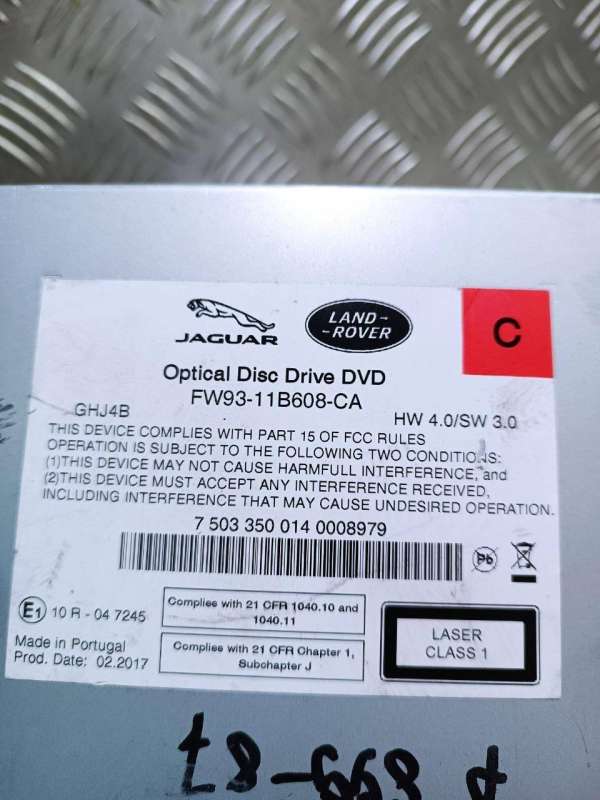 JAGUAR
LAND-
-ROVER
C
Optical Disc Drive DVD
FW93-11B608-CA
GHJ4B
HW 4.0/SW 3.0
THIS DEVICE COMPLIES WITH PART 15 OF FCC RULES
OPERATION IS SUBJECT TO THE FOLLOWING TWO CONDITIONS:
(1)THIS DEVICE MAY NOT CAUSE HARMFULL INTERFERENCE, and
(2)THIS DEVICE MUST ACCEPT ANY INTERFERENCE RECEIVED,
INCLUDING INTERFERENCE THAT MAY CAUSE UNDESIRED OPERATION.
7 503 350 014 0008979
Pb
E1 10 R - 04 7245
Complies with 21 CFR 1040.10 and
1040.11
Made in Portugal
Prod. Date: 02.2017
Complies with 21 CFR Chapter 1,
Subchapter J
LASER
CLASS 1